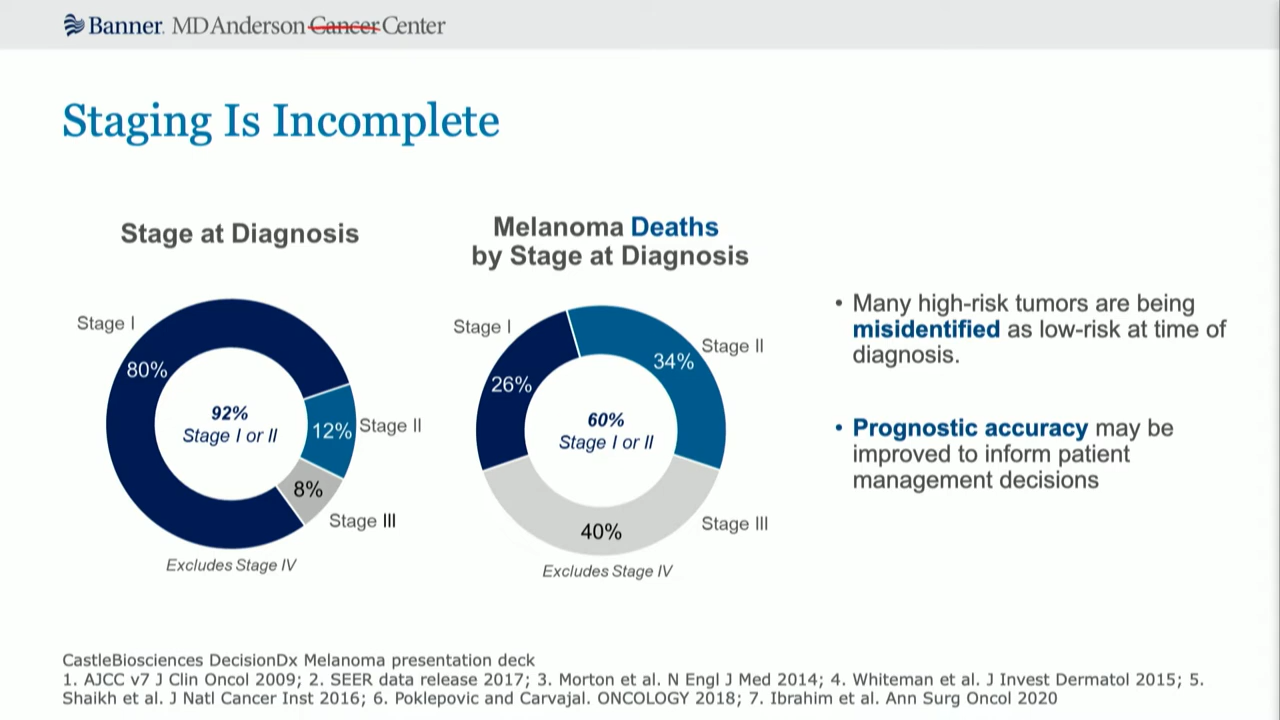 Banner. MD Anderson Cancer Center
Staging Is Incomplete
Stage at Diagnosis
Stage I
80%
92%
Stage I or II
12%
Stage II
8%
Stage III
Excludes Stage IV
Melanoma Deaths
by Stage at Diagnosis
Stage I
26%
34%
Stage II
60%
Stage I or II
40%
Stage III
Excludes Stage IV
• Many high-risk tumors are being
misidentified as low-risk at time of
diagnosis.
• Prognostic accuracy may be
improved to inform patient
management decisions
CastleBiosciences DecisionDx Melanoma presentation deck
1. AJCC v7 J Clin Oncol 2009; 2. SEER data release 2017; 3. Morton et al. N Engl J Med 2014; 4. Whiteman et al. J Invest Dermatol 2015; 5.
Shaikh et al. J Natl Cancer Inst 2016; 6. Poklepovic and Carvajal. ONCOLOGY 2018; 7. Ibrahim et al. Ann Surg Oncol 2020